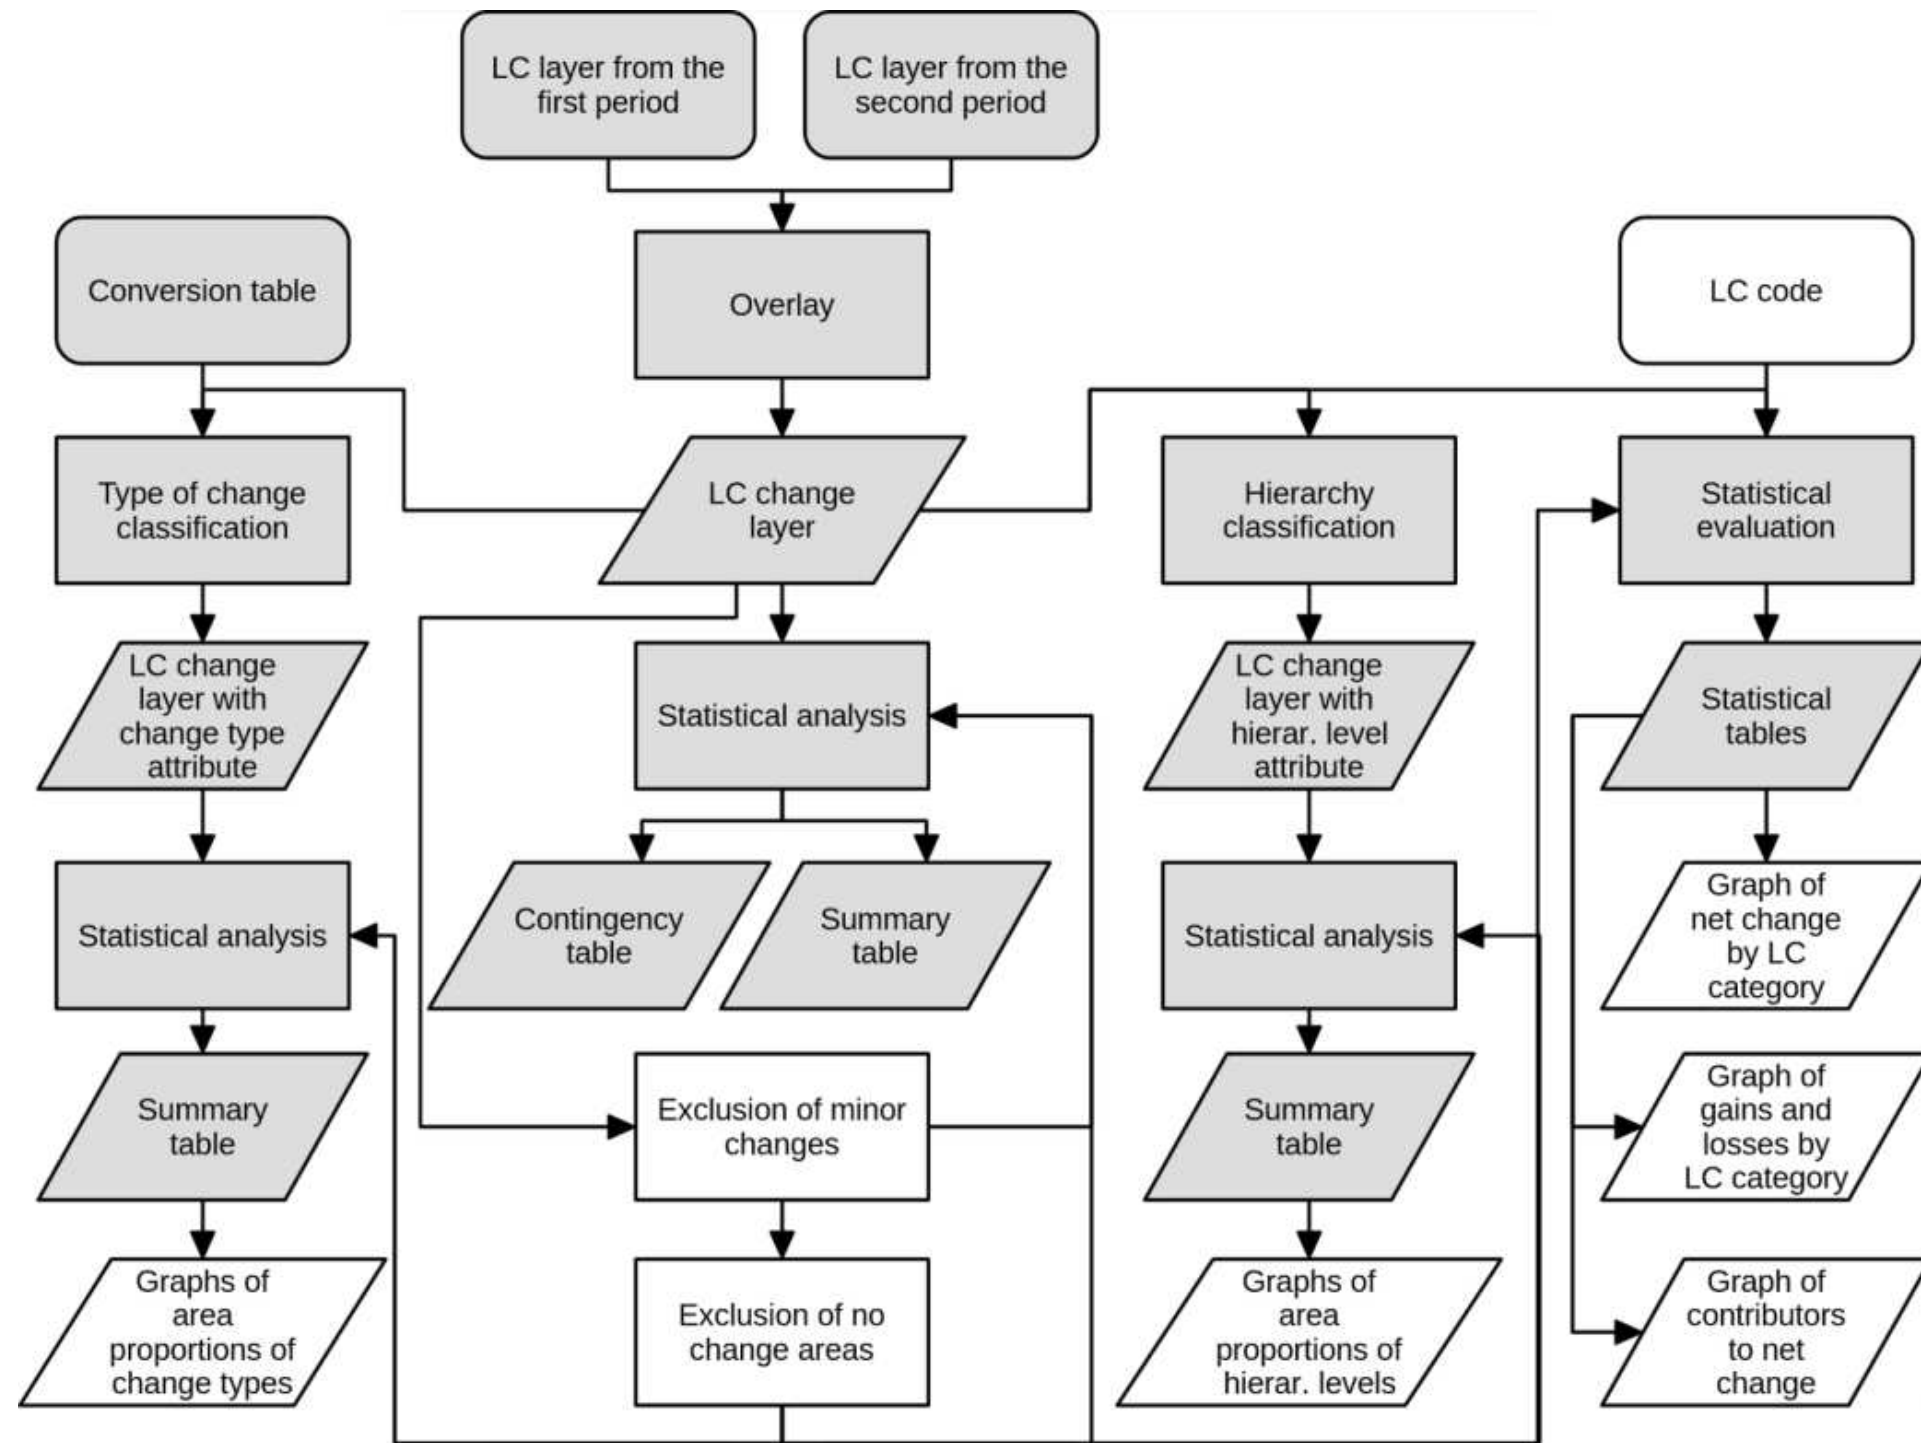 LC layer from the
first period
LC layer from the
second period
Conversion table
Overlay
LC code
Type of change
classification
LC change
layer
Hierarchy
classification
Statistical
evaluation
LC change
layer with
change type
attribute
Statistical analysis
LC change
layer with
hierar. level
attribute
Statistical
tables
Statistical analysis
Contingency
table
Summary
table
Statistical analysis
Graph of
net change
by LC
category
Summary
table
Exclusion of minor
changes
Summary
table
Graph of
gains and
losses by
LC category
Graphs of
area
proportions of
change types
Exclusion of no
change areas
Graphs of
area
proportions of
hierar. levels
Graph of
contributors
to net
change